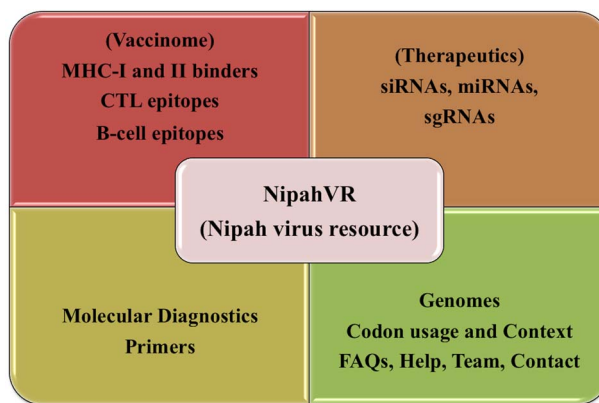 (Vaccinome)
MHC-I and II binders
CTL epitopes
B-cell epitopes
(Therapeutics)
siRNAs, miRNAs,
sgRNAs
NipahVR
(Nipah virus resource)
Molecular Diagnostics
Primers
Genomes
Codon usage and Context
FAQs, Help, Team, Contact